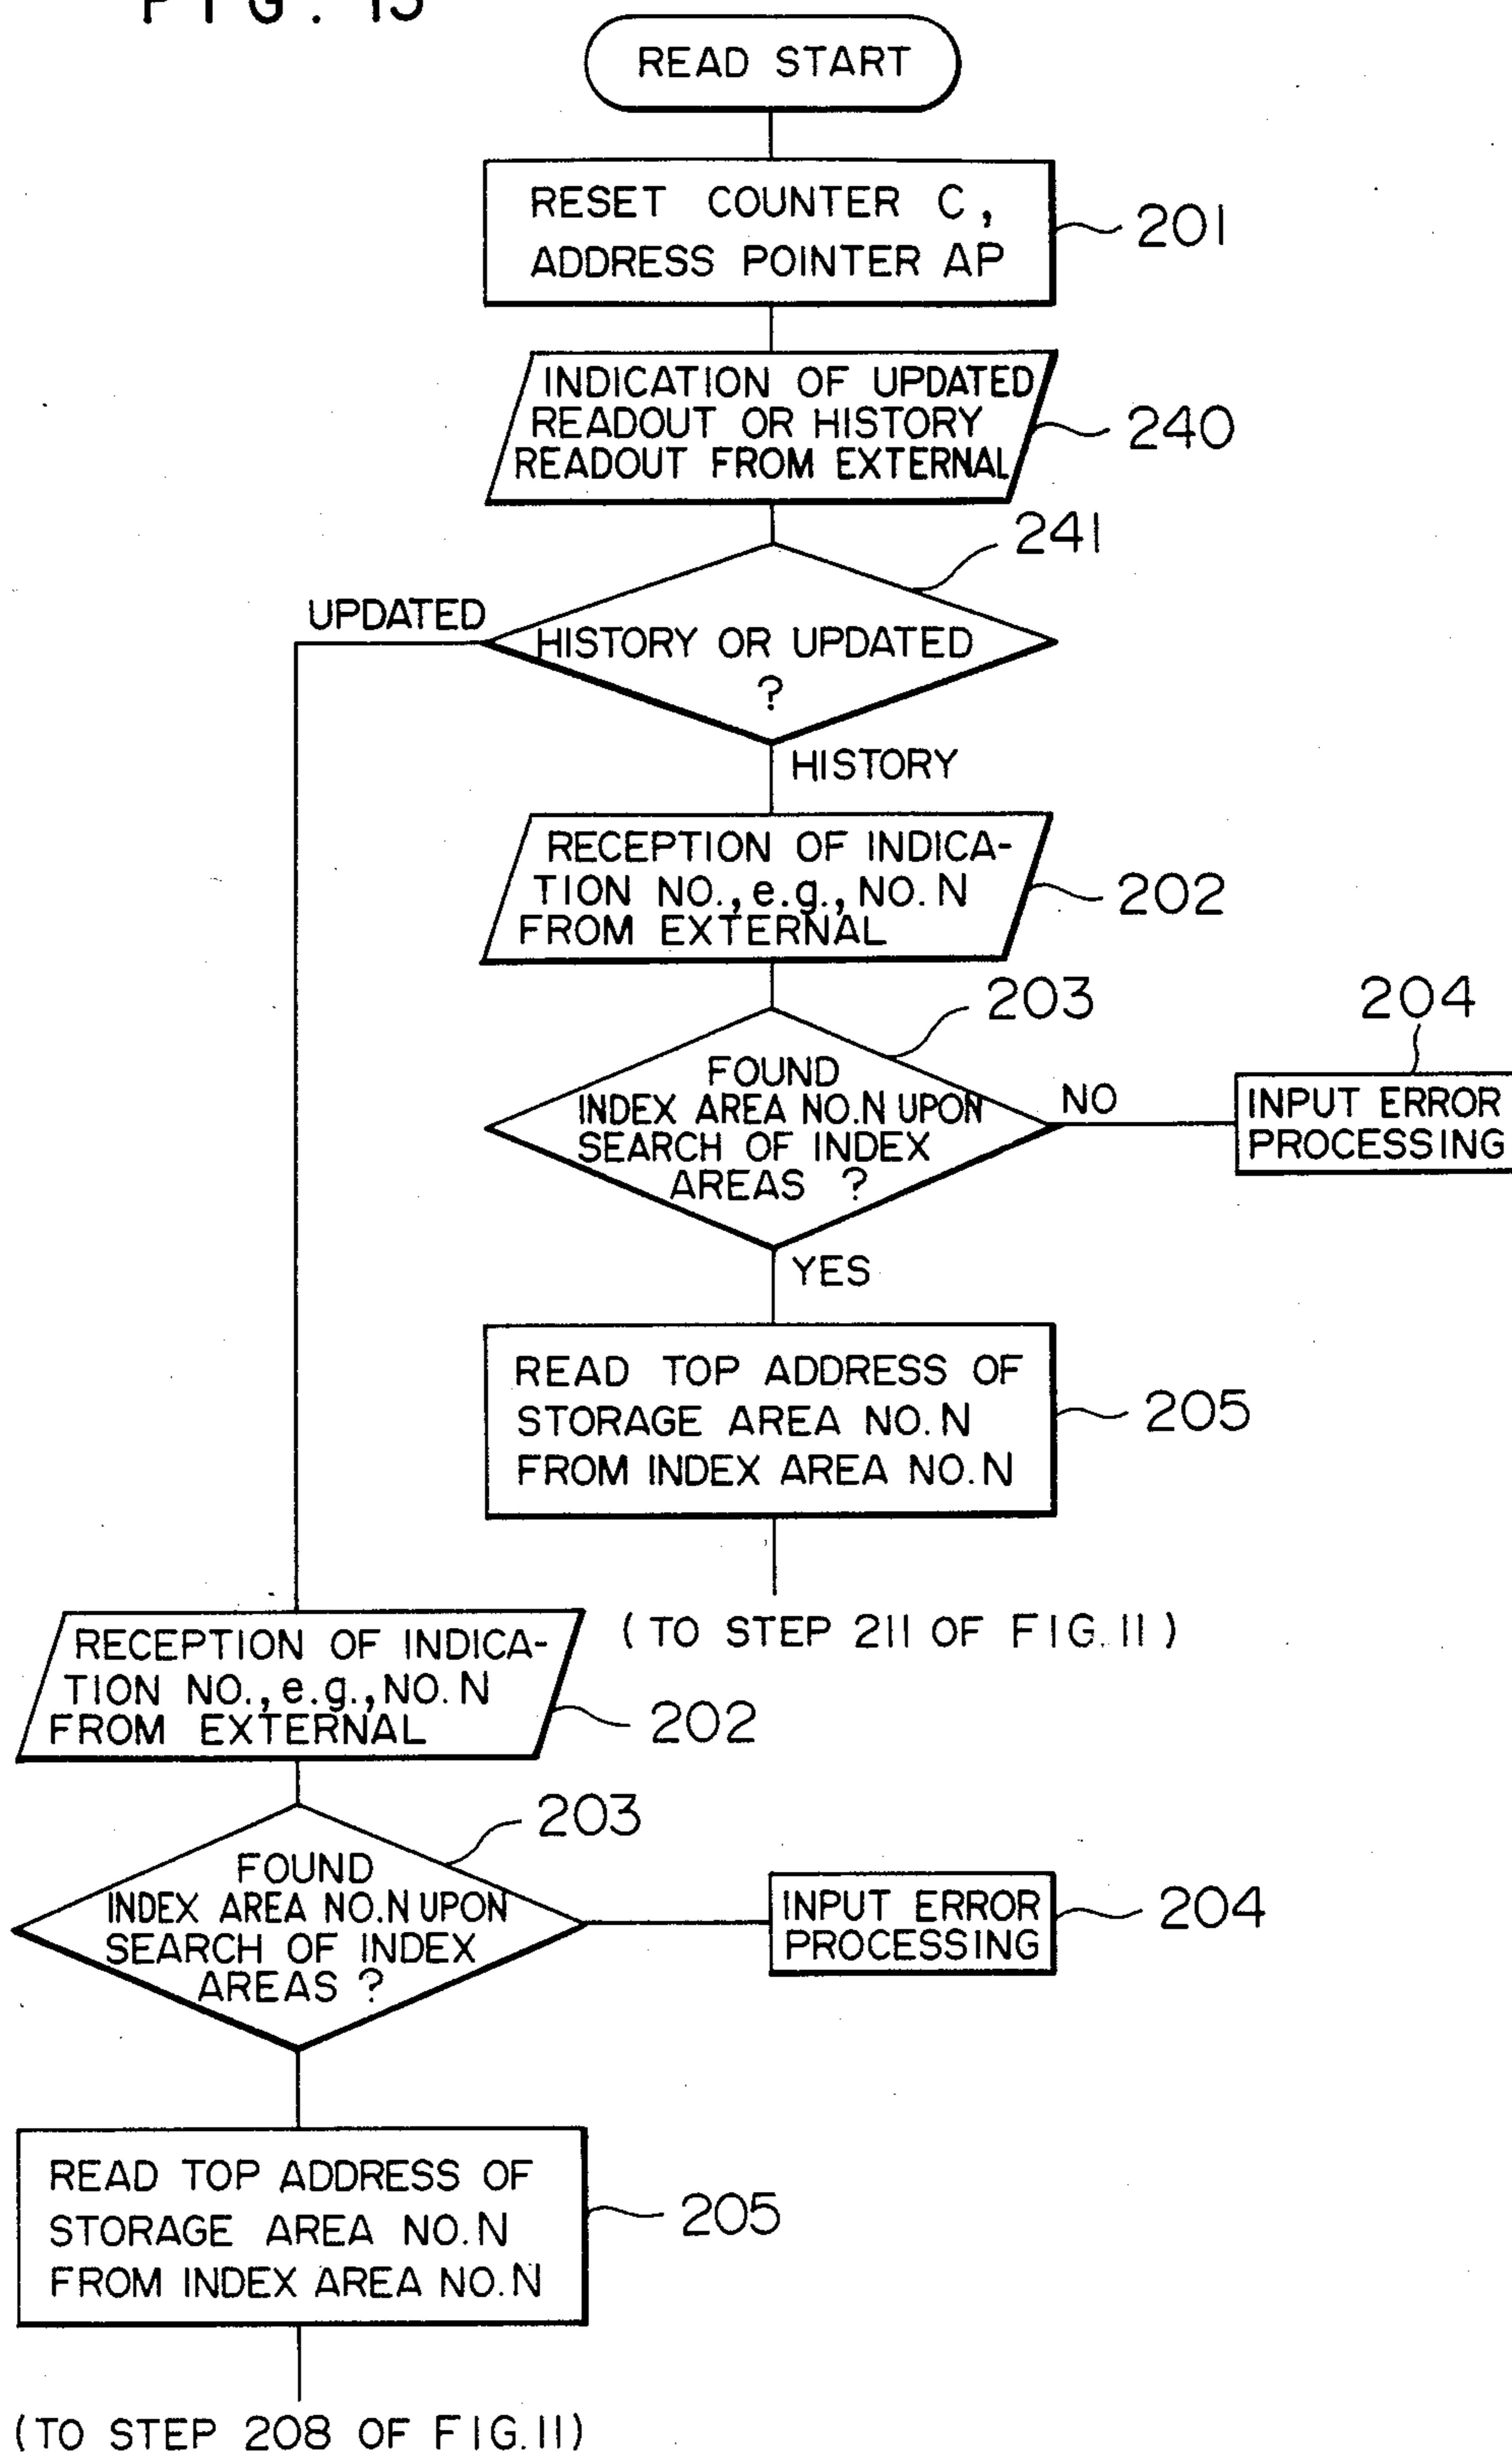 FIG. 13
READ START
RESET COUNTER C,
ADDRESS POINTER AP
201
INDICATION OF UPDATED
READOUT OR HISTORY
READOUT FROM EXTERNAL
240
241
UPDATED
HISTORY OR UPDATED
?
HISTORY
RECEPTION OF INDICA-
TION NO., e.g., NO. N
FROM EXTERNAL
202
203
204
FOUND
INDEX AREA NO. N UPON
SEARCH OF INDEX
AREAS ?
NO
INPUT ERROR
PROCESSING
YES
READ TOP ADDRESS OF
STORAGE AREA NO. N
FROM INDEX AREA NO. N
205
(TO STEP 211 OF FIG. 11)
RECEPTION OF INDICA-
TION NO., e.g., NO. N
FROM EXTERNAL
202
203
FOUND
INDEX AREA NO. N UPON
SEARCH OF INDEX
AREAS ?
INPUT ERROR
PROCESSING
204
READ TOP ADDRESS OF
STORAGE AREA NO. N
FROM INDEX AREA NO. N
205
(TO STEP 208 OF FIG. 11)